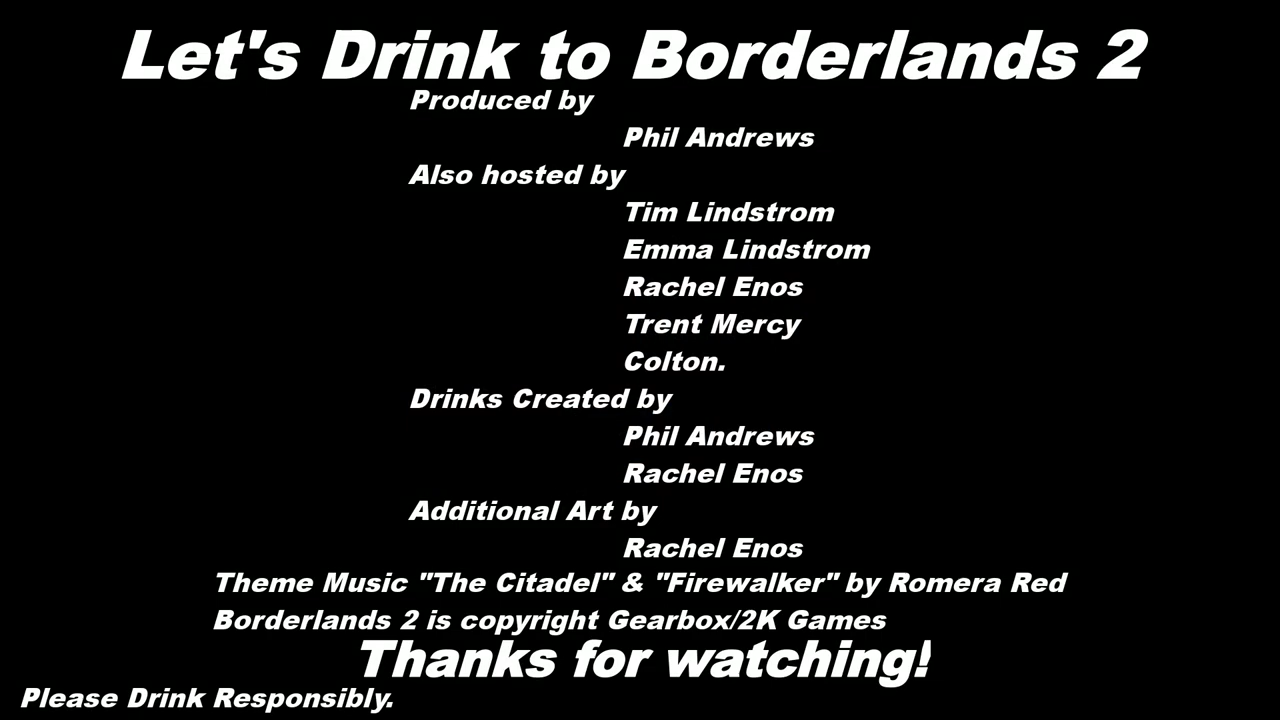 Let's Drink to Borderlands 2
Produced by
Phil Andrews
Also hosted by
Tim Lindstrom
Emma Lindstrom
Rachel Enos
Trent Mercy
Colton.
Drinks Created by
Phil Andrews
Rachel Enos
Additional Art by
Rachel Enos
Theme Music "The Citadel" & "Firewalker" by Romera Red
Borderlands 2 is copyright Gearbox/2K Games
Thanks for watching!
Please Drink Responsibly.